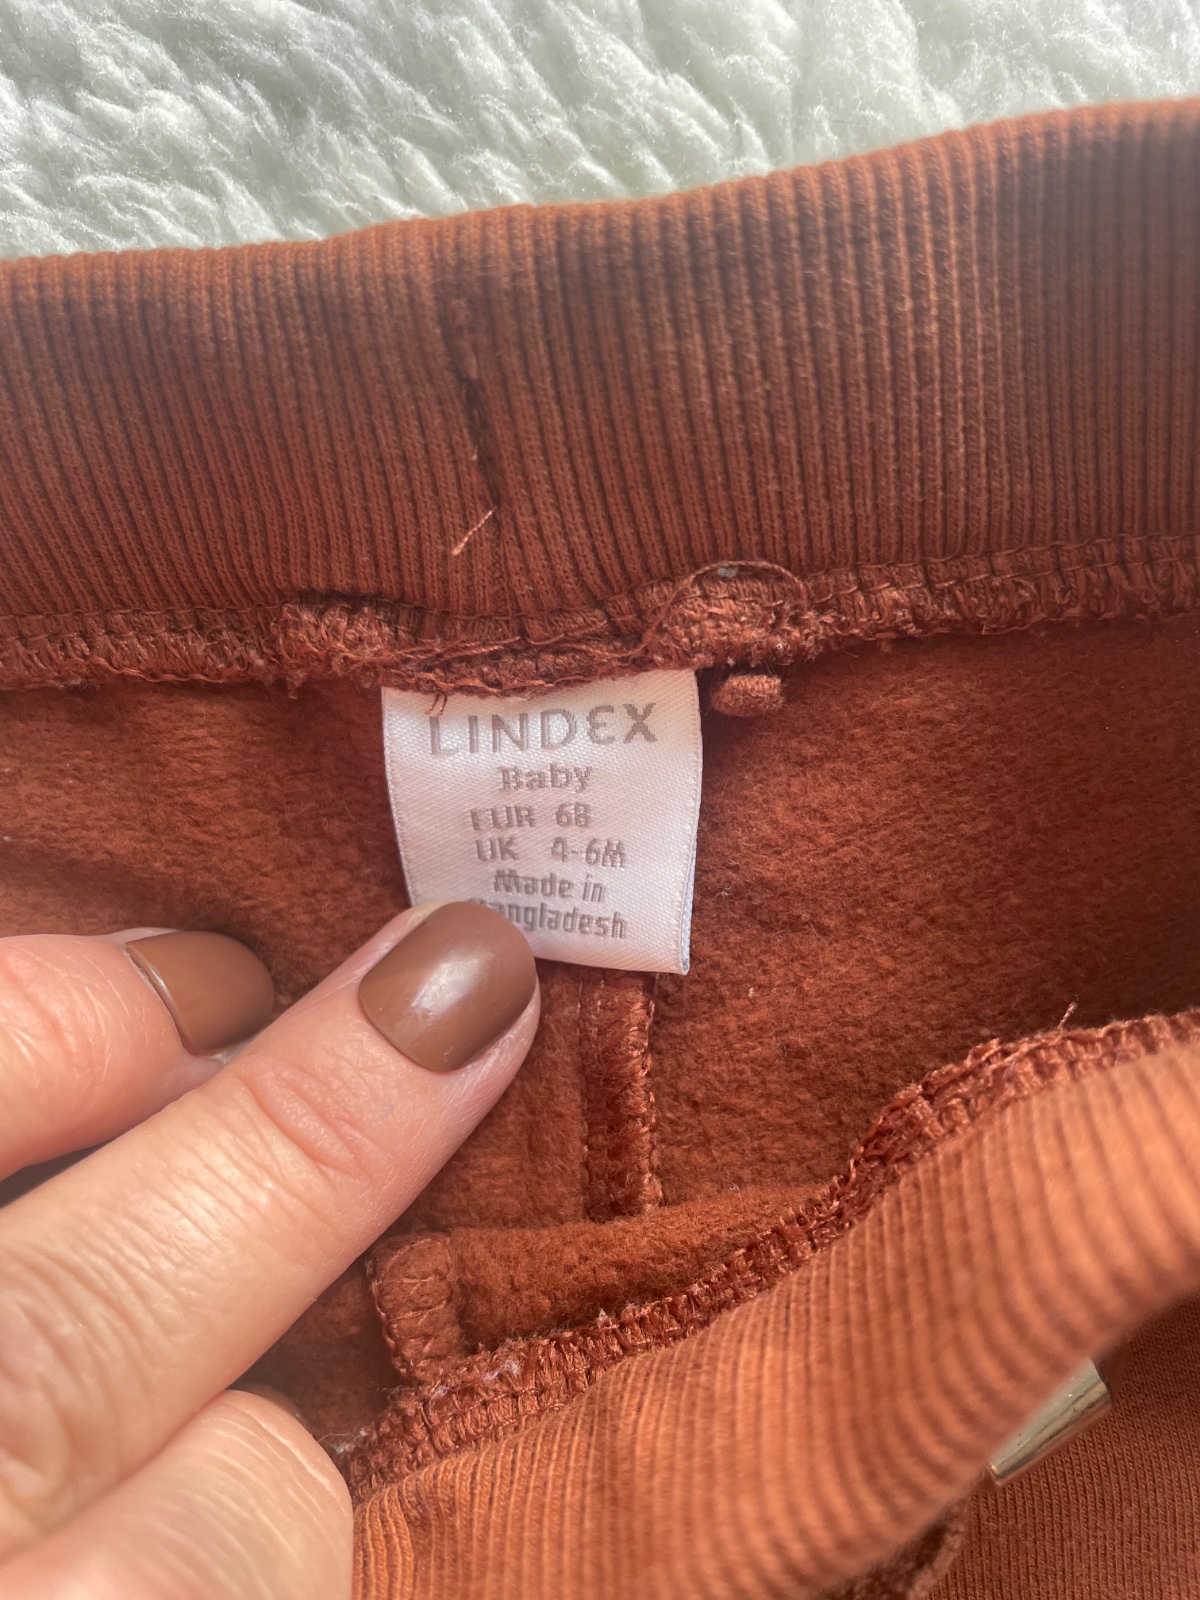 LINDEX
Baby
EUR 68
UK 4-6M
Made in
Bangladesh